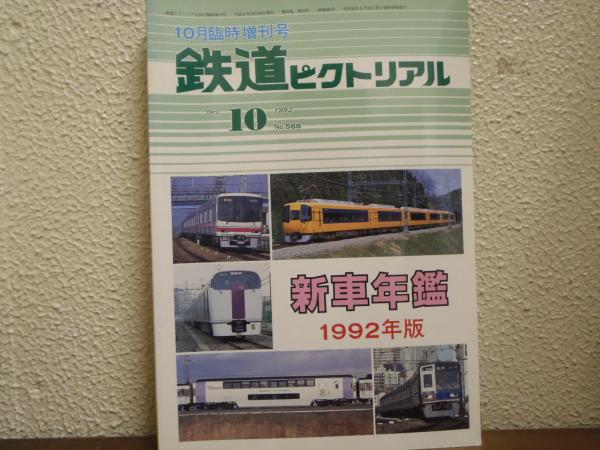 10月臨時増刊号
鉄道ピクトリアル
Oct. 10 1992
No.566
新車年鑑
1992年版